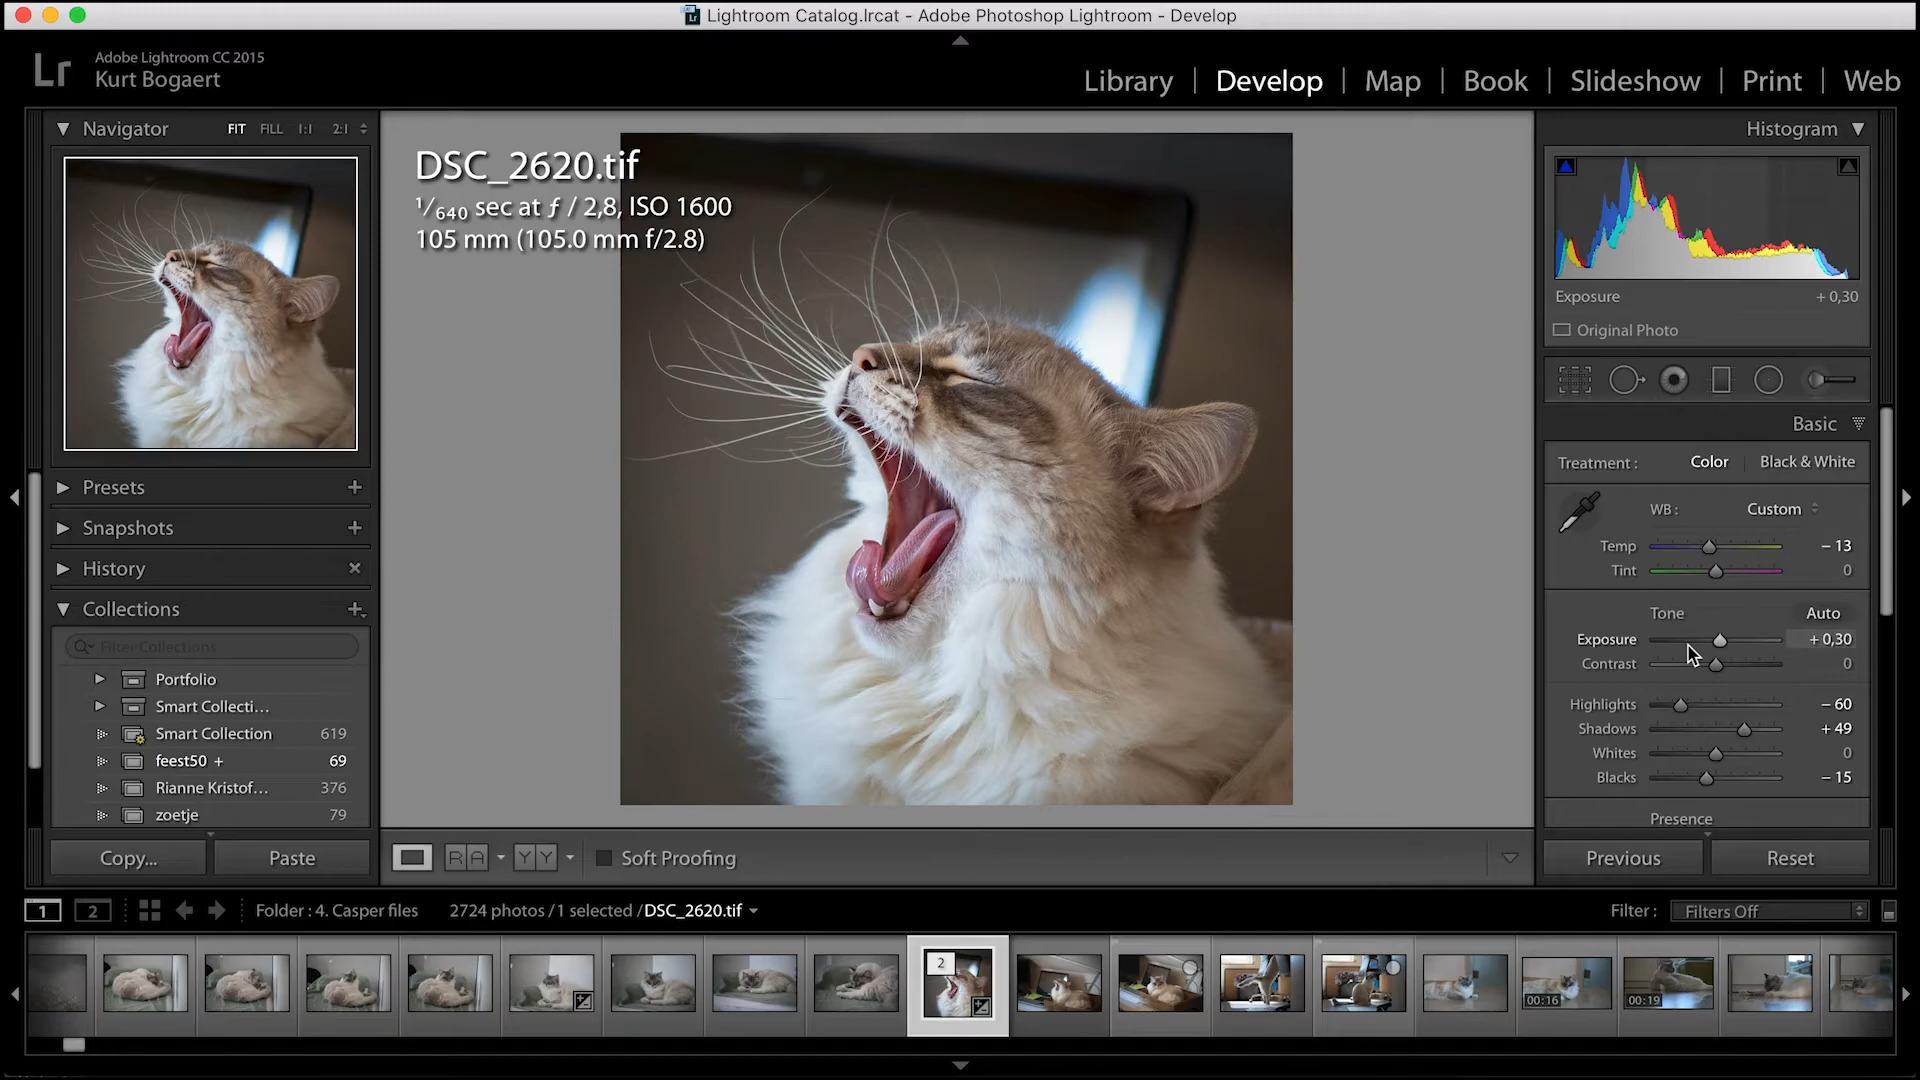 Lightroom Catalog.lrcat - Adobe Photoshop Lightroom - Develop
Lr
Adobe Lightroom CC 2015
Kurt Bogaert
Library | Develop | Map | Book | Slideshow | Print | Web
Navigator FIT FILL 1:1 2:1
Presets
Snapshots
History
Collections
Filter Collections
Portfolio
Smart Collecti...
Smart Collection 619
feest50 + 69
Rianne Kristof... 376
zoetje 79
Copy... Paste
DSC_2620.tif
1/640 sec at ƒ / 2,8, ISO 1600
105 mm (105.0 mm f/2.8)
R A Y Y Soft Proofing
Histogram
Exposure + 0,30
Original Photo
Basic
Treatment : Color Black & White
WB : Custom
Temp – 13
Tint 0
Tone Auto
Exposure + 0,30
Contrast 0
Highlights – 60
Shadows + 49
Whites 0
Blacks – 15
Presence
Previous Reset
1 2 Folder : 4. Casper files 2724 photos / 1 selected / DSC_2620.tif Filter : Filters Off
2
00:16
00:19